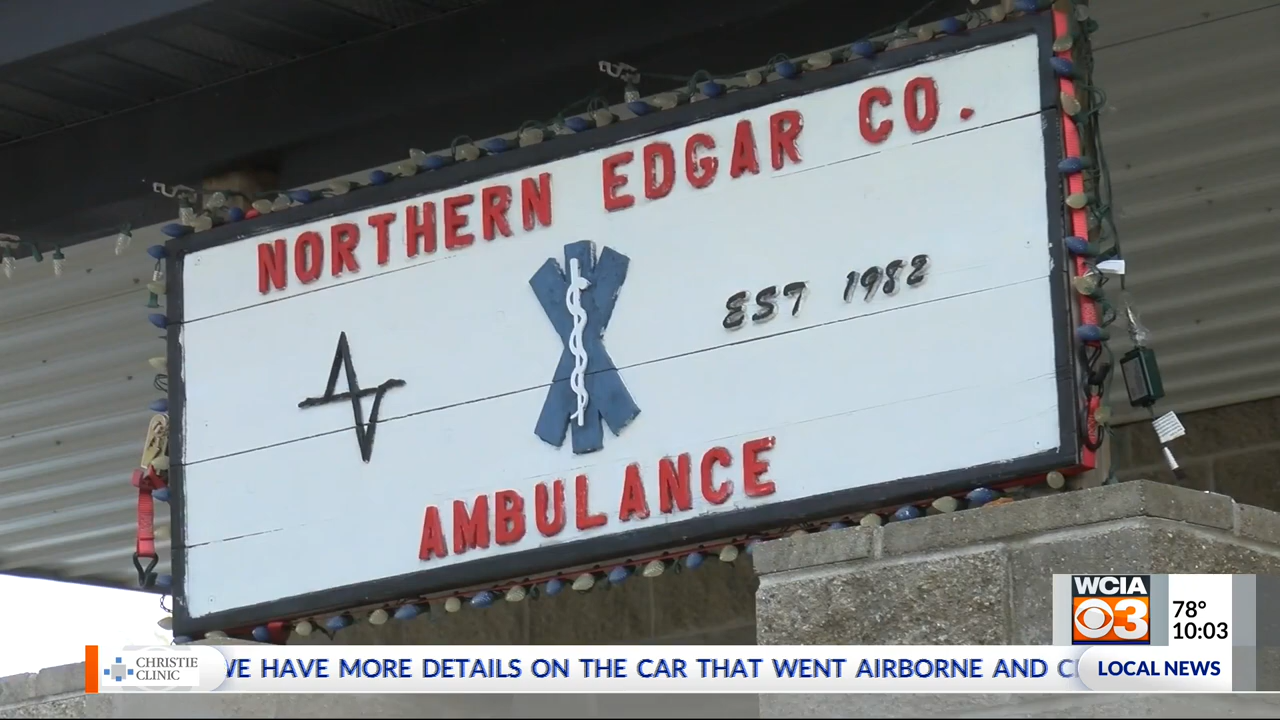 NORTHERN EDGAR CO.
EST 1982
AMBULANCE
WCIA
3
78°
10:03
CHRISTIE
CLINIC
WE HAVE MORE DETAILS ON THE CAR THAT WENT AIRBORNE AND
LOCAL NEWS